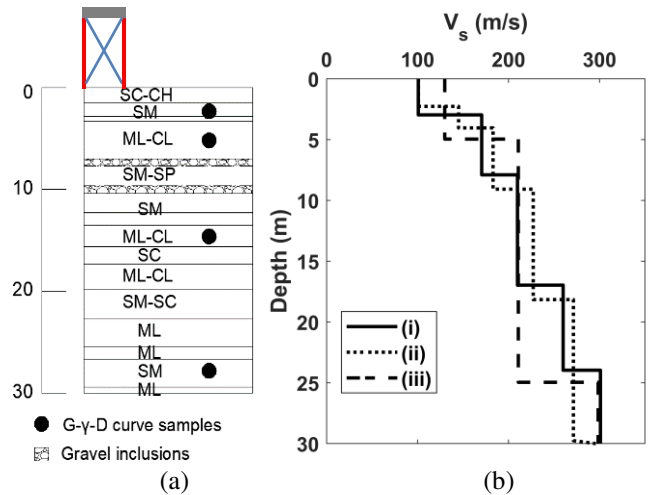 0
SC-CH
SM
ML-CL
SM-SP
10
SM
ML-CL
SC
ML-CL
20
SM-SC
ML
ML
SM
30
ML
G-γ-D curve samples
Gravel inclusions
(a)
V_s (m/s)
0 100 200 300
Depth (m)
0
5
10
15
20
25
30
(i)
(ii)
(iii)
(b)